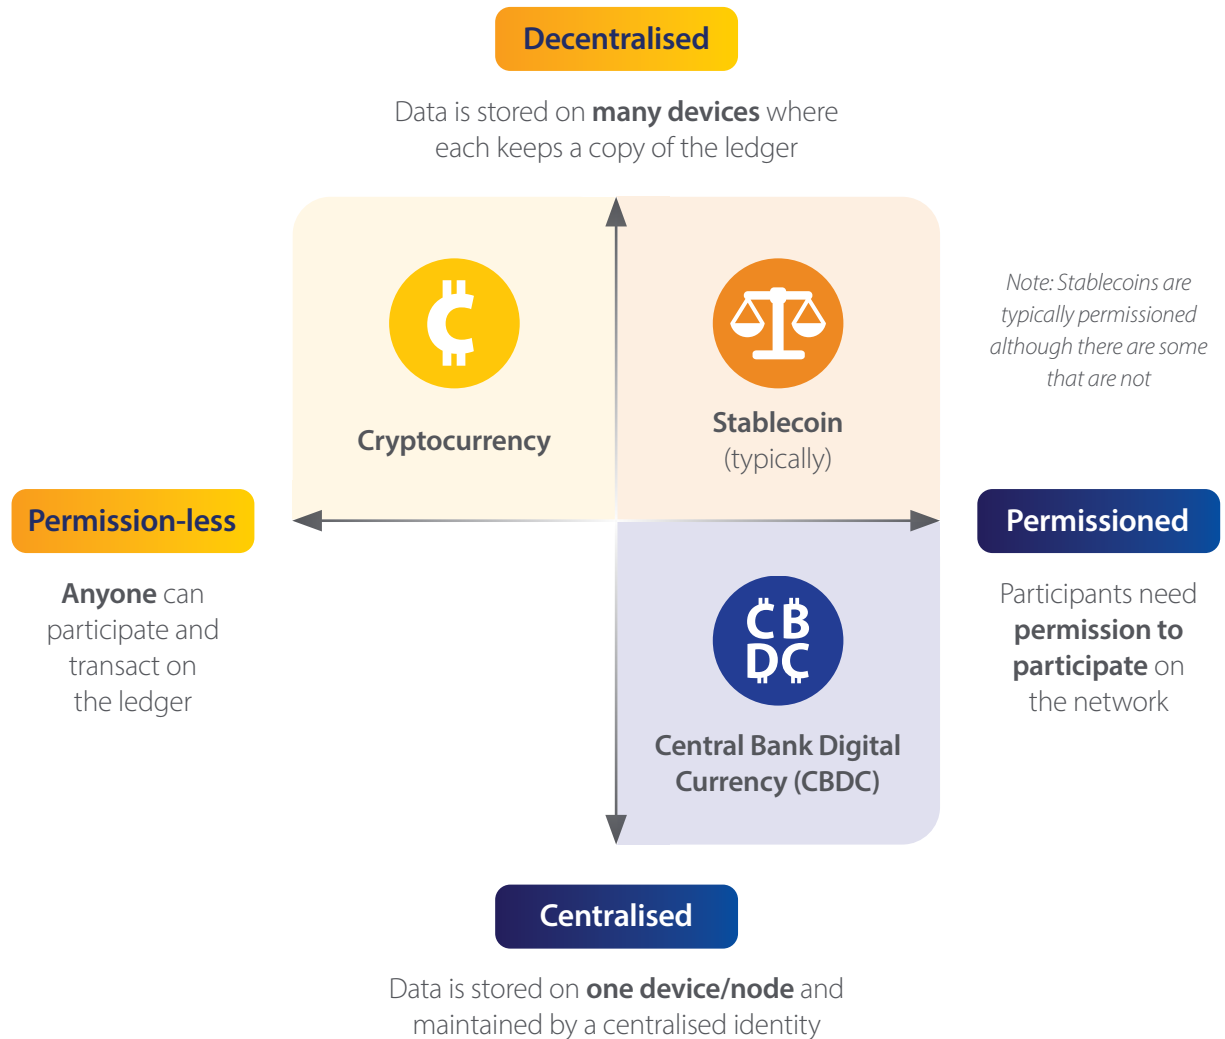 Decentralised
Data is stored on many devices where
each keeps a copy of the ledger
Cryptocurrency
Stablecoin
(typically)
Note: Stablecoins are
typically permissioned
although there are some
that are not
Permission-less
Anyone can
participate and
transact on
the ledger
Permissioned
Participants need
permission to
participate on
the network
CB
DC
Central Bank Digital
Currency (CBDC)
Centralised
Data is stored on one device/node and
maintained by a centralised identity